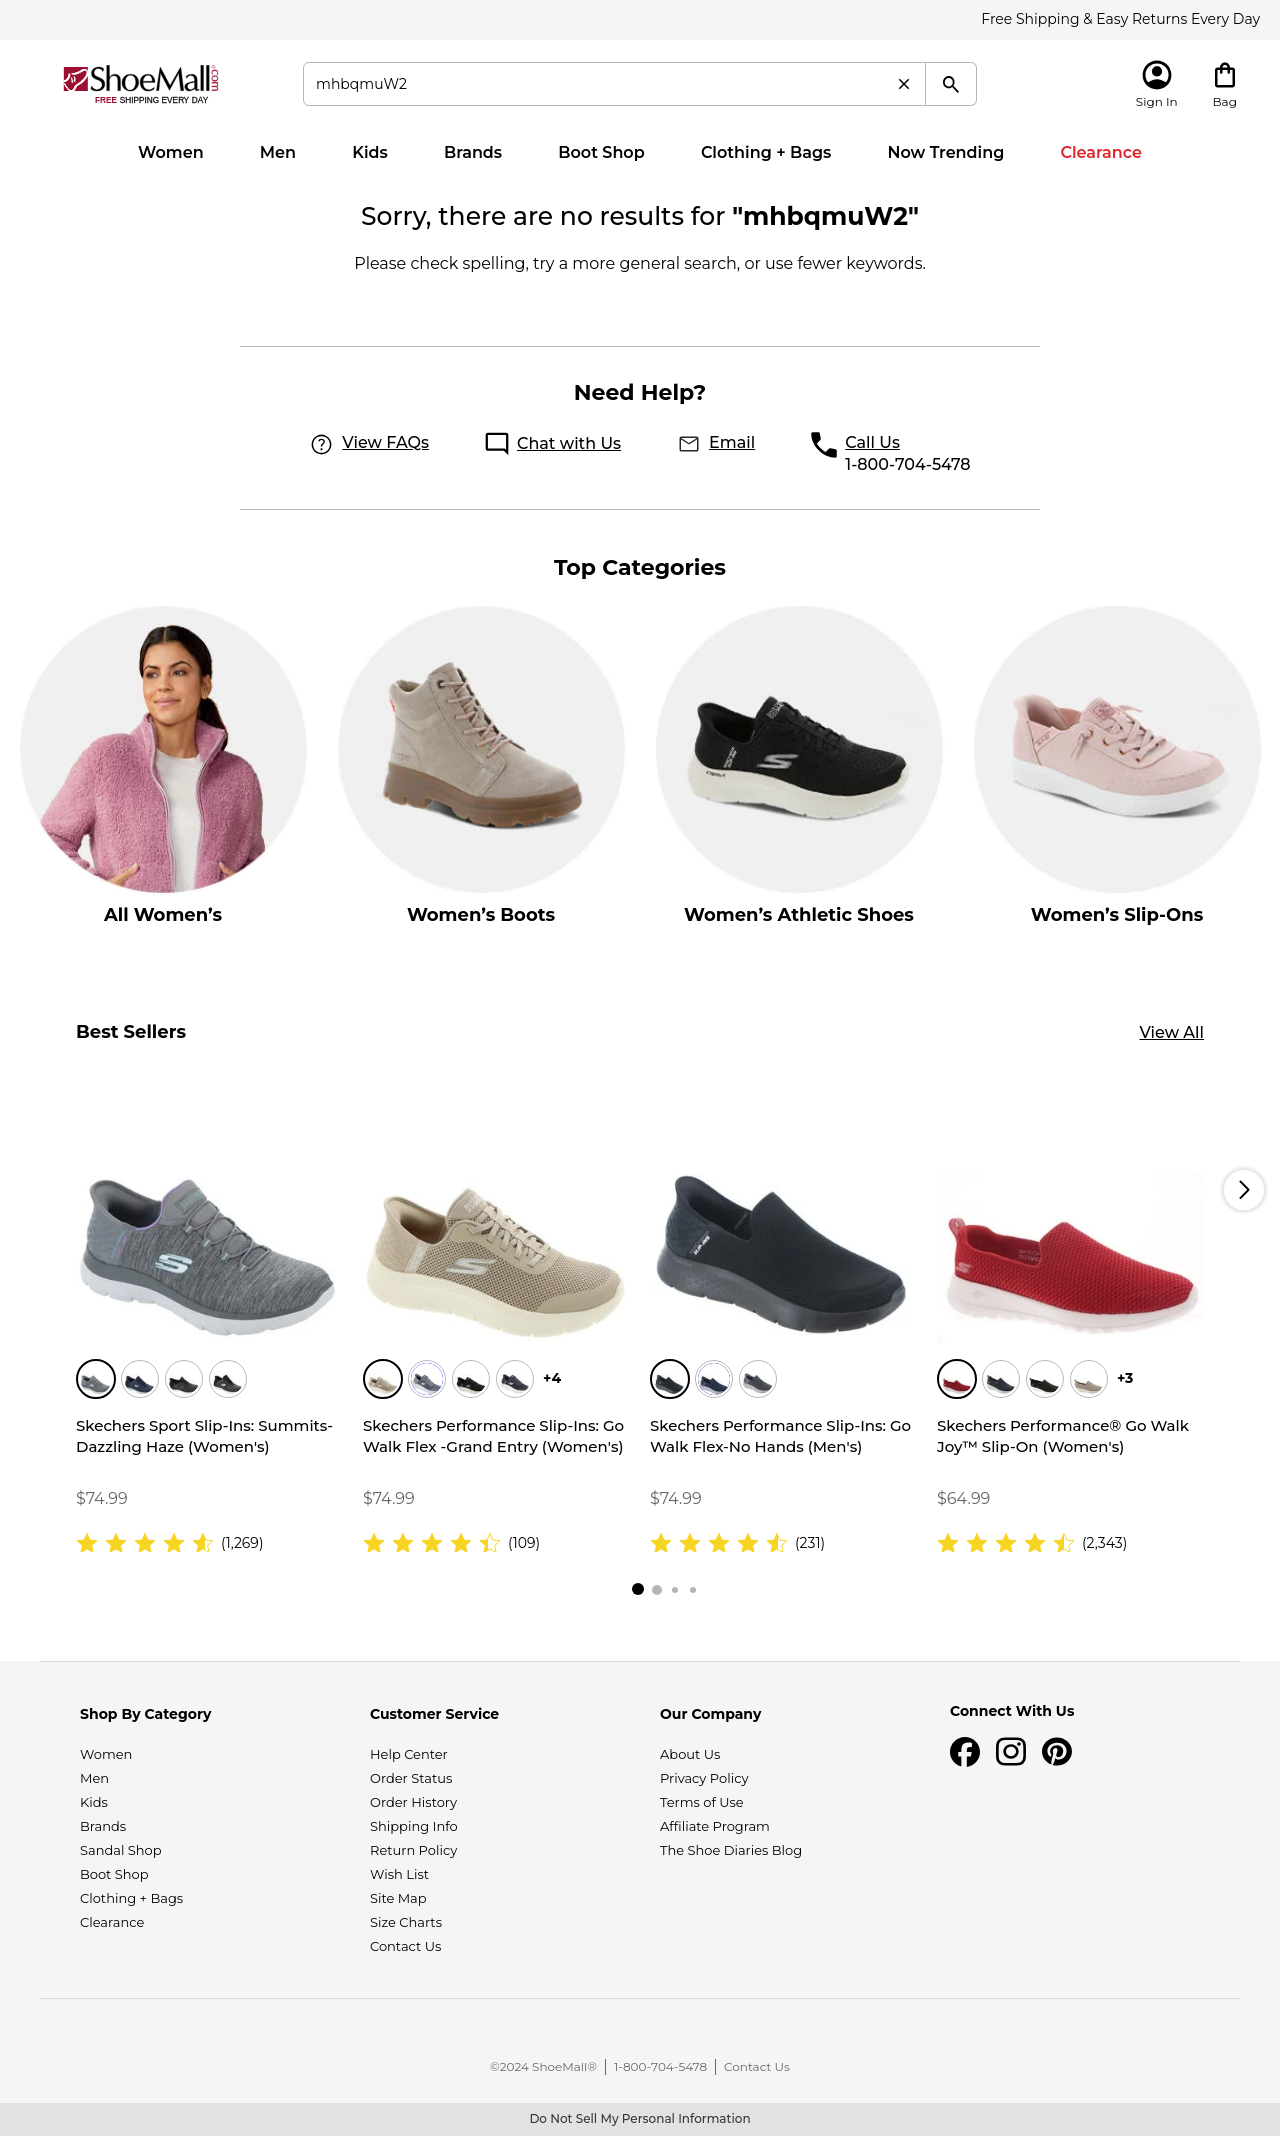 Free Shipping & Easy Returns Every Day
ShoeMall.com
FREE SHIPPING EVERY DAY
mhbqmuW2
Sign In
Bag
Women Men Kids Brands Boot Shop Clothing + Bags Now Trending Clearance
Sorry, there are no results for "mhbqmuW2"
Please check spelling, try a more general search, or use fewer keywords.
Need Help?
View FAQs
Chat with Us
Email
Call Us
1-800-704-5478
Top Categories
All Women’s
Women’s Boots
Women’s Athletic Shoes
Women’s Slip-Ons
Best Sellers
View All
+4
+3
Skechers Sport Slip-Ins: Summits-
Dazzling Haze (Women's)
$74.99
(1,269)
Skechers Performance Slip-Ins: Go
Walk Flex -Grand Entry (Women's)
$74.99
(109)
Skechers Performance Slip-Ins: Go
Walk Flex-No Hands (Men's)
$74.99
(231)
Skechers Performance® Go Walk
Joy™ Slip-On (Women's)
$64.99
(2,343)
Shop By Category
Women
Men
Kids
Brands
Sandal Shop
Boot Shop
Clothing + Bags
Clearance
Customer Service
Help Center
Order Status
Order History
Shipping Info
Return Policy
Wish List
Site Map
Size Charts
Contact Us
Our Company
About Us
Privacy Policy
Terms of Use
Affiliate Program
The Shoe Diaries Blog
Connect With Us
©2024 ShoeMall® | 1-800-704-5478 | Contact Us
Do Not Sell My Personal Information